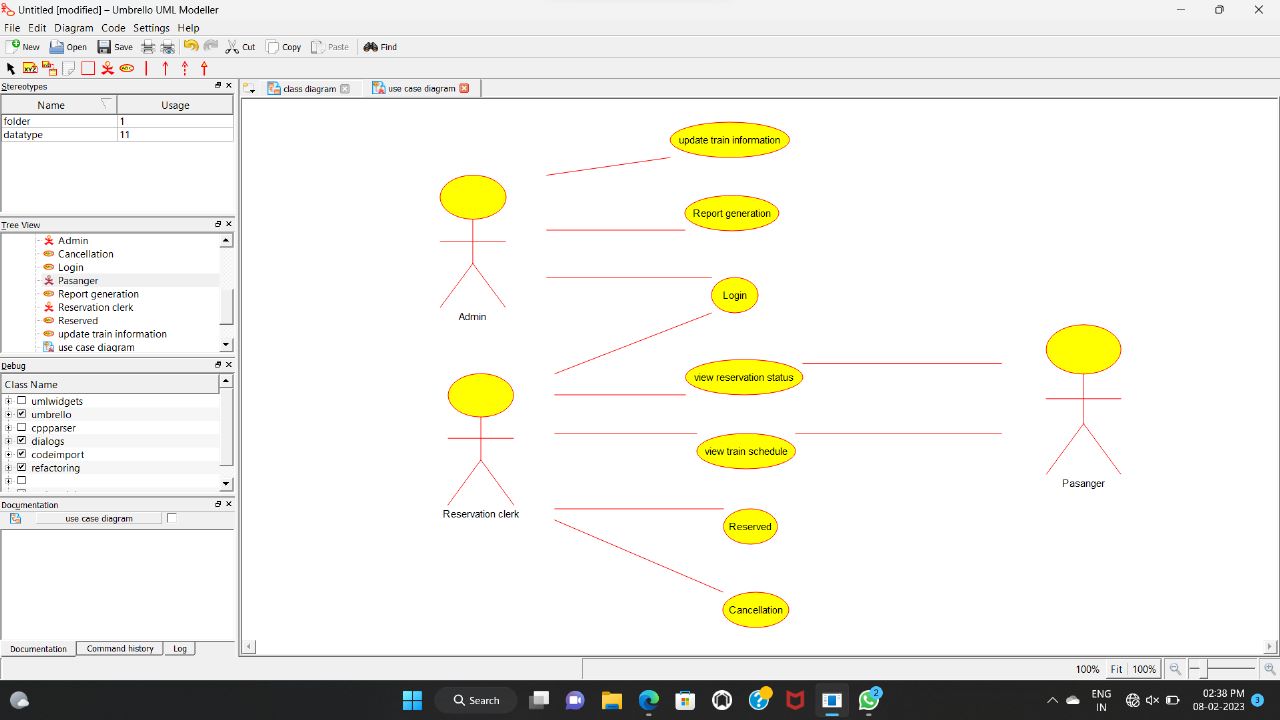 Untitled [modified] – Umbrello UML Modeller
File Edit Diagram Code Settings Help
New Open Save Cut Copy Paste Find
Stereotypes
Name Usage
folder 1
datatype 11
Tree View
Admin
Cancellation
Login
Pasanger
Report generation
Reservation clerk
Reserved
update train information
use case diagram
Debug
Class Name
umlwidgets
umbrello
cppparser
dialogs
codeimport
refactoring
Documentation
use case diagram
Documentation Command history Log
class diagram use case diagram
update train information
Report generation
Login
Admin
view reservation status
view train schedule
Pasanger
Reservation clerk
Reserved
Cancellation
100% Fit 100%
Search
2
ENG
IN
02:38 PM
08-02-2023
3